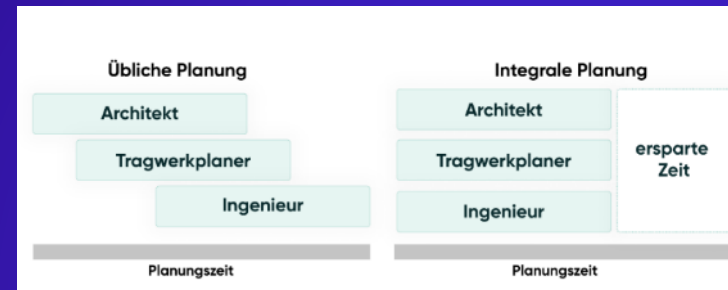 Übliche Planung
Architekt
Tragwerkplaner
Ingenieur
Planungszeit
Integrale Planung
Architekt
Tragwerkplaner
Ingenieur
ersparte
Zeit
Planungszeit